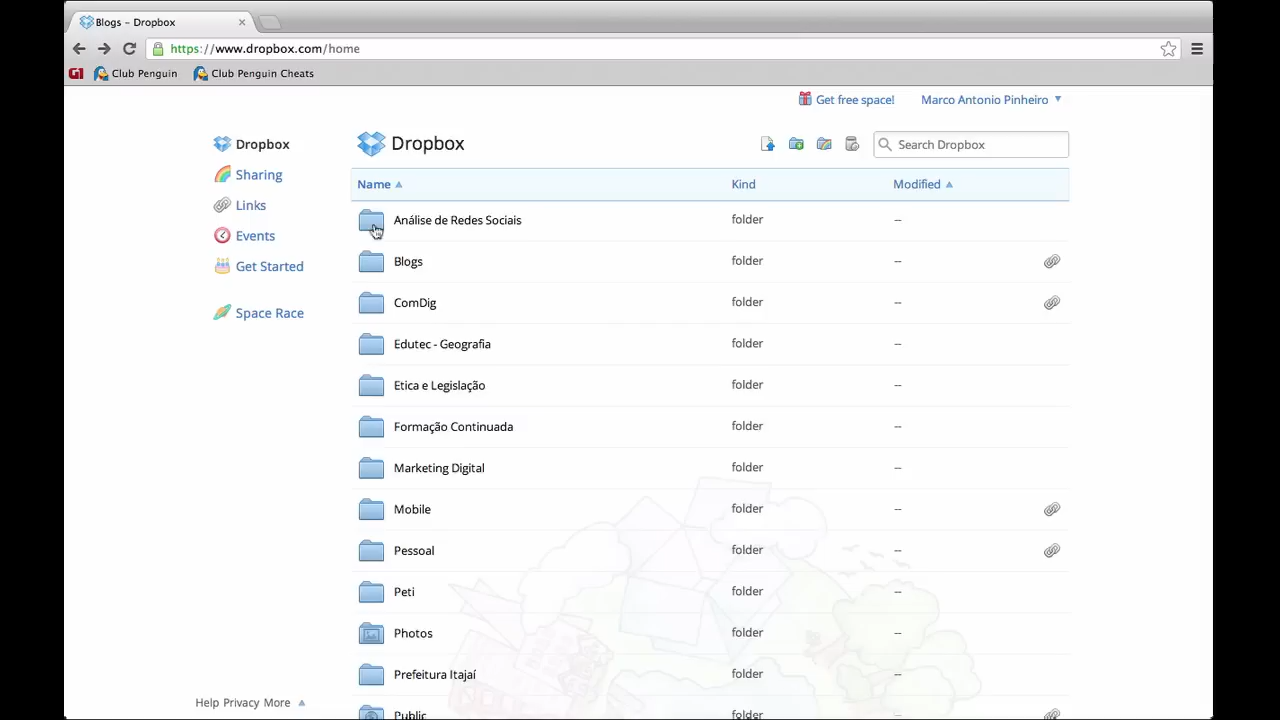 Blogs – Dropbox
https://www.dropbox.com/home
G1 Club Penguin Club Penguin Cheats
Get free space! Marco Antonio Pinheiro
Dropbox
Sharing
Links
Events
Get Started
Space Race
Dropbox
Search Dropbox
Name Kind Modified
Análise de Redes Sociais folder --
Blogs folder --
ComDig folder --
Edutec - Geografia folder --
Etica e Legislação folder --
Formação Continuada folder --
Marketing Digital folder --
Mobile folder --
Pessoal folder --
Peti folder --
Photos folder --
Prefeitura Itajaí folder --
Public folder --
Help Privacy More